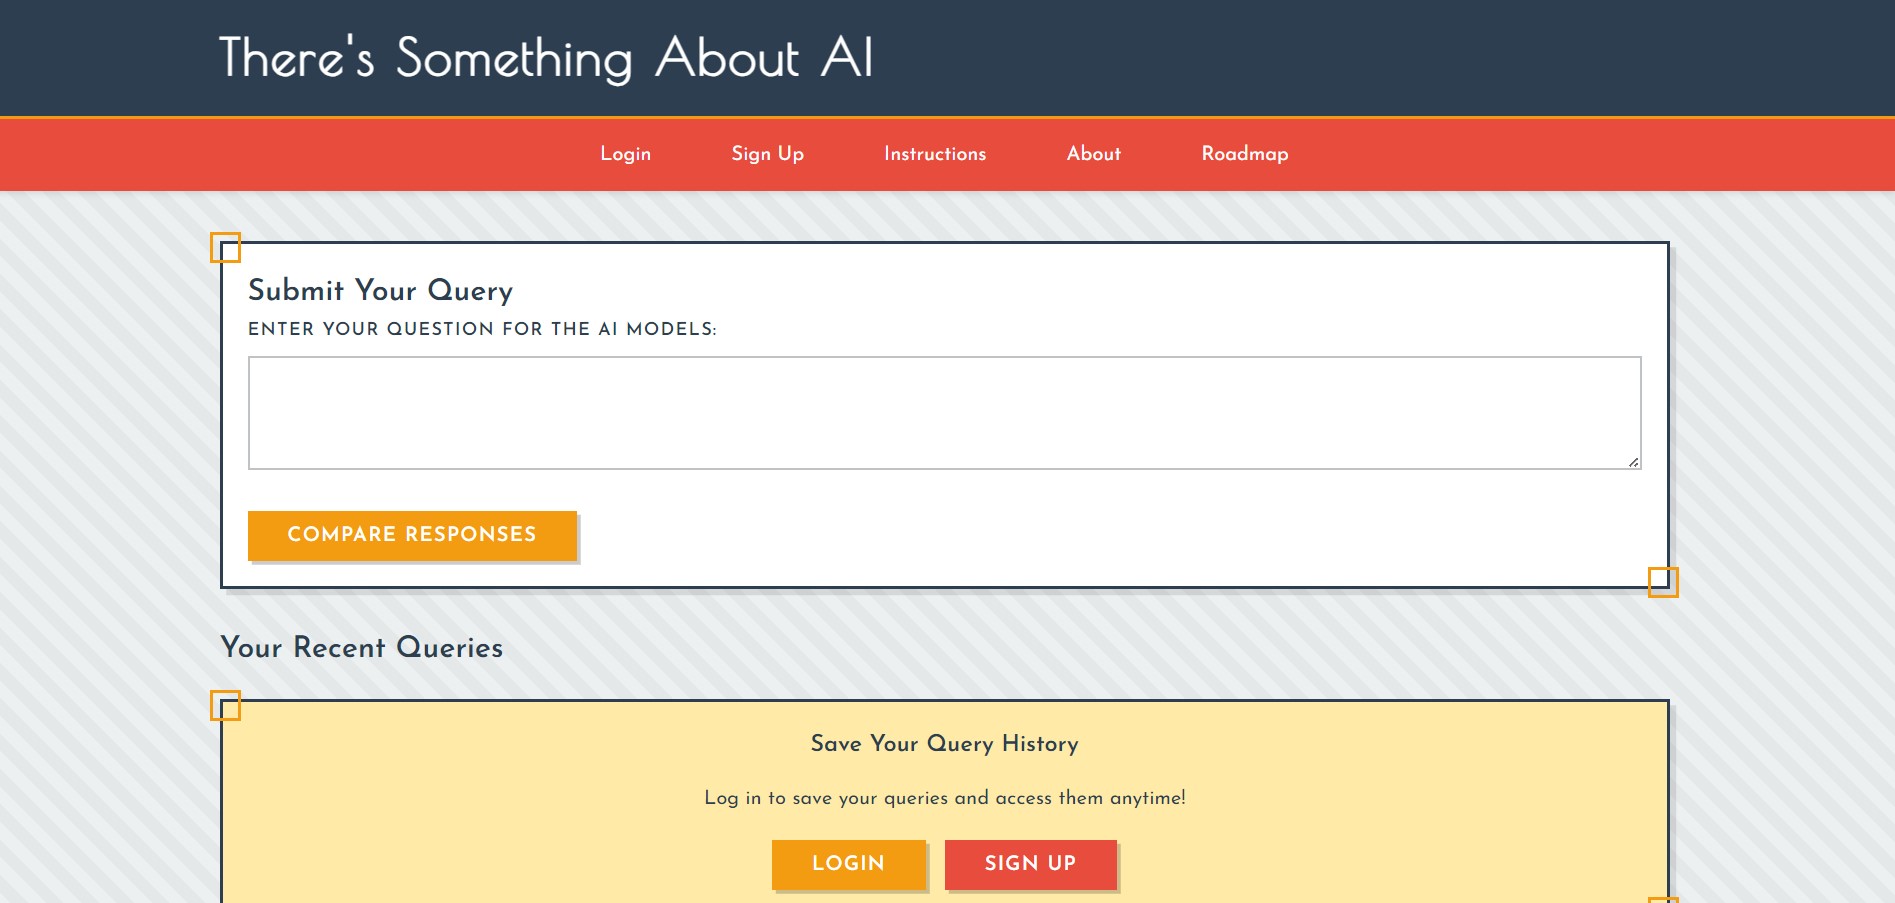 There's Something About AI
Login Sign Up Instructions About Roadmap
Submit Your Query
ENTER YOUR QUESTION FOR THE AI MODELS:
COMPARE RESPONSES
Your Recent Queries
Save Your Query History
Log in to save your queries and access them anytime!
LOGIN SIGN UP